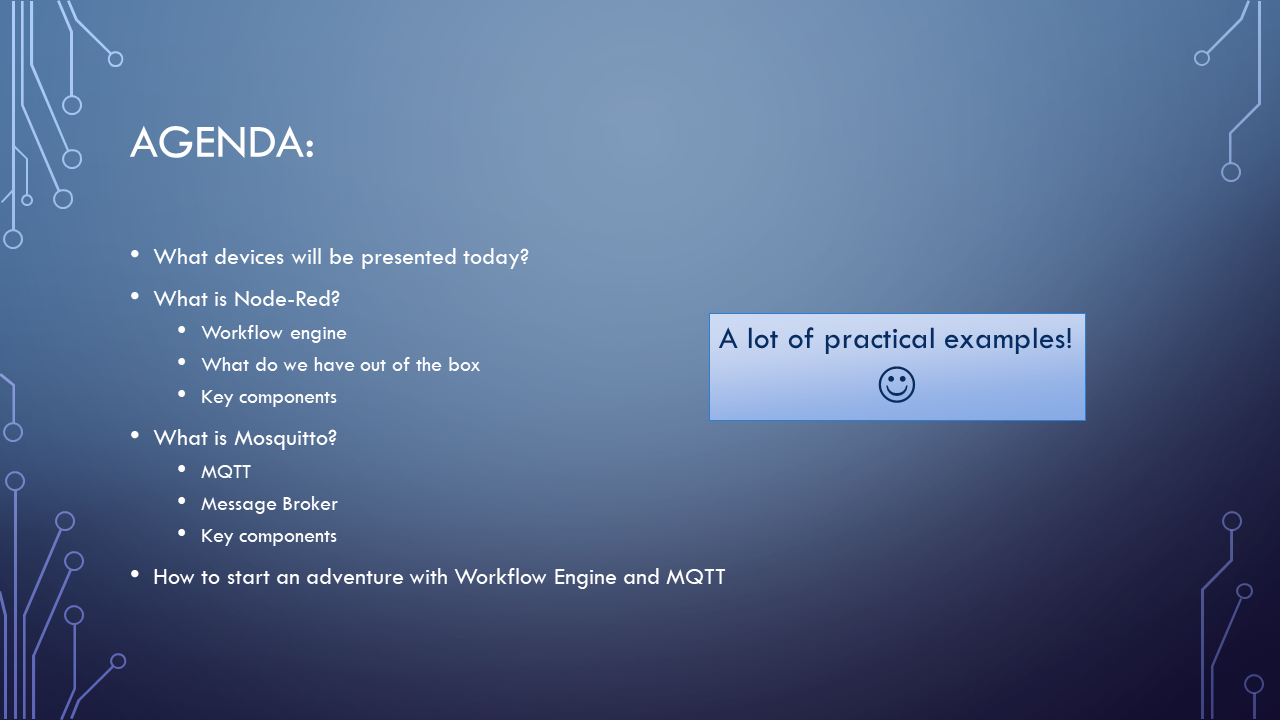 AGENDA:
• What devices will be presented today?
• What is Node-Red?
• Workflow engine
• What do we have out of the box
• Key components
• What is Mosquitto?
• MQTT
• Message Broker
• Key components
• How to start an adventure with Workflow Engine and MQTT
A lot of practical examples!
☺